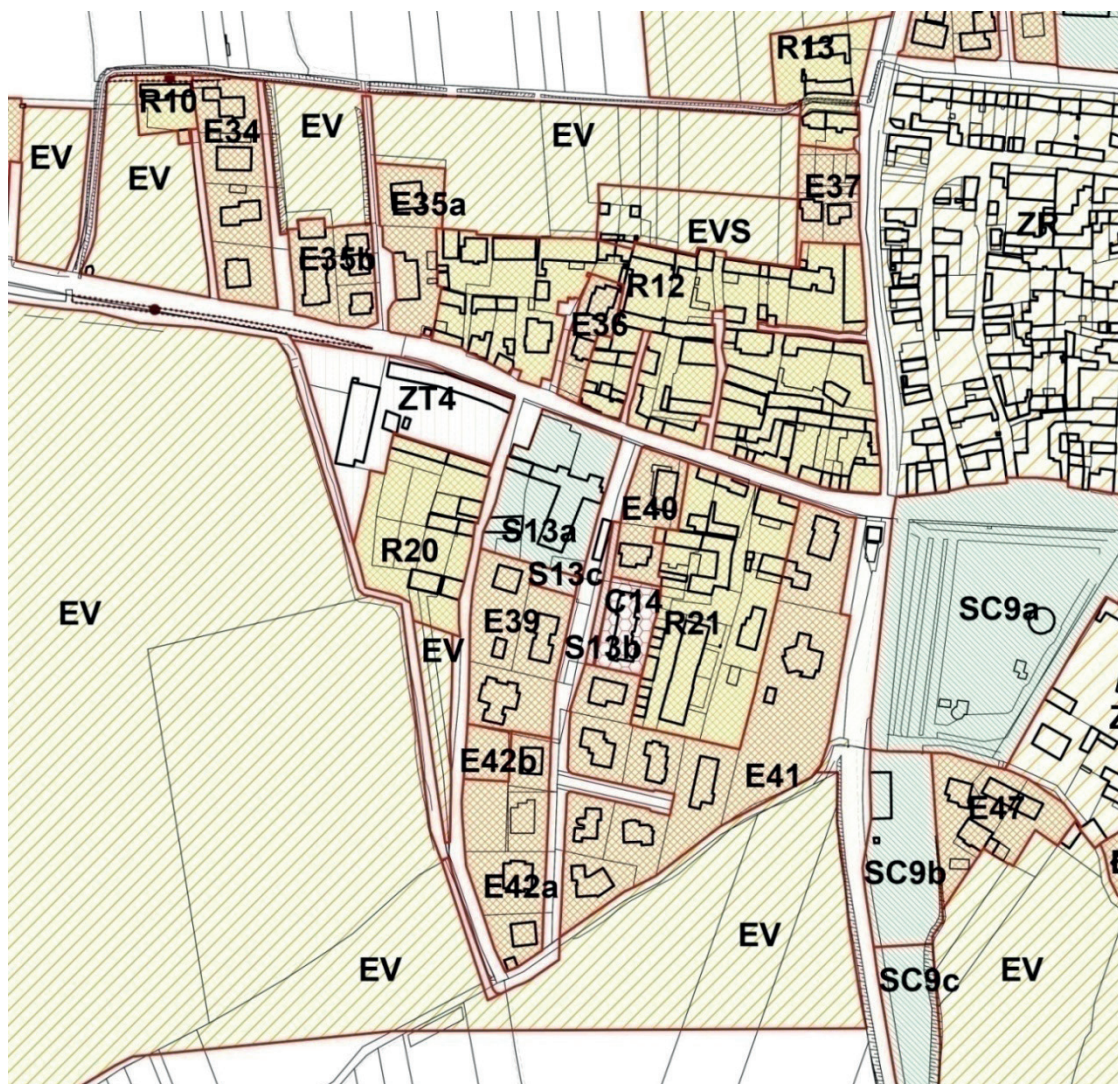 R13
R10
E34
EV
EV
EV
EV
EV
E37
E35a
ZR
EVS
E35b
R12
E36
ZT4
E40
S13a
R20
S13c
C14
SC9a
EV
E39
R21
EV
S13b
E42b
E41
E47
SC9b
E42a
EV
EV
SC9c
EV